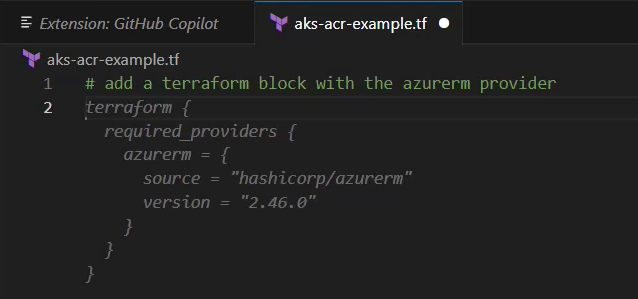 Extension: GitHub Copilot
aks-acr-example.tf
aks-acr-example.tf
1 # add a terraform block with the azurerm provider
2 terraform {
required_providers {
azurerm = {
source = "hashicorp/azurerm"
version = "2.46.0"
}
}
}